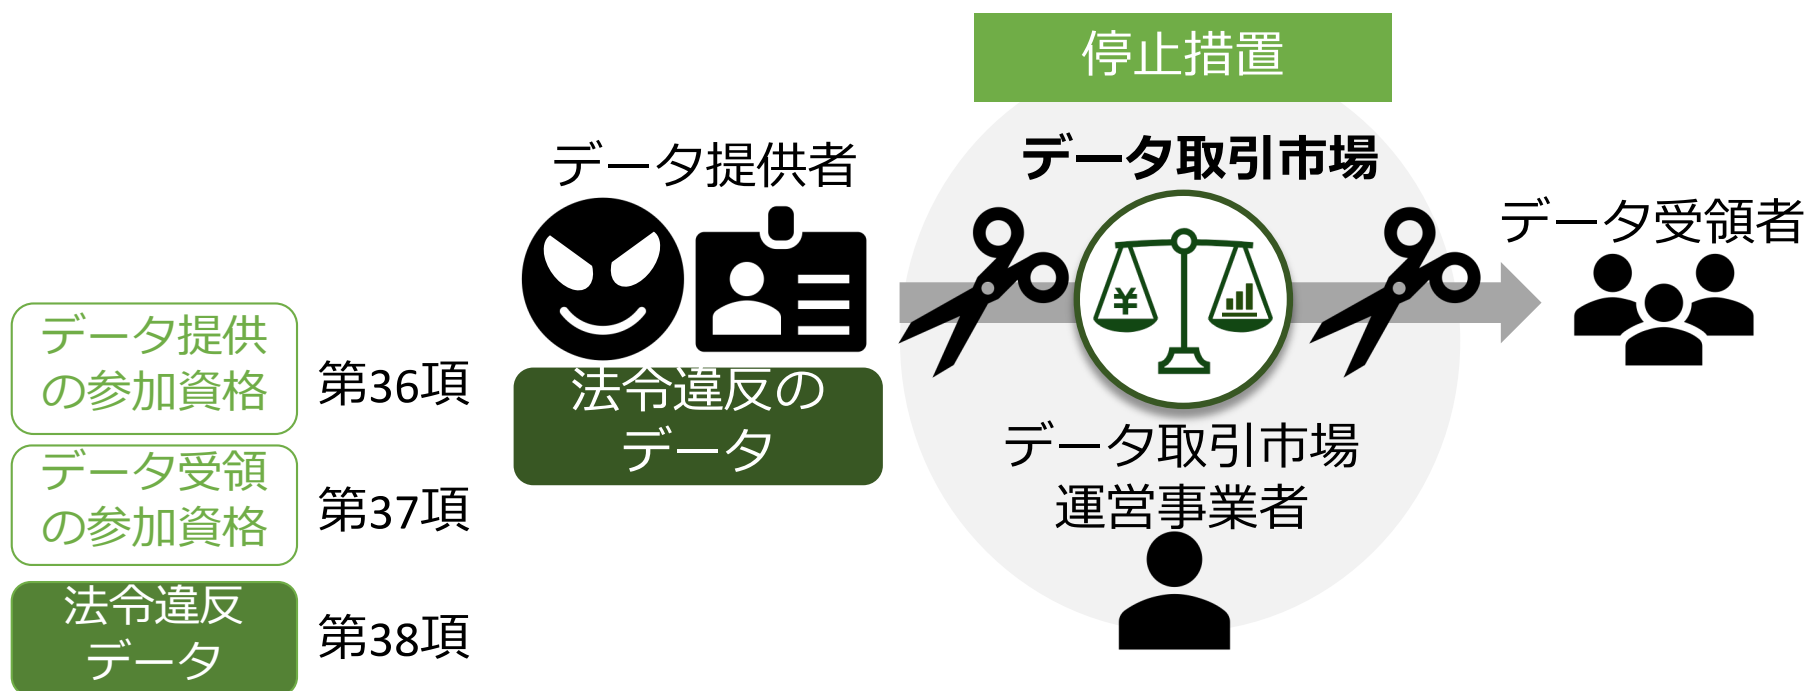 停止措置
データ提供者
データ取引市場
データ受領者
¥
法令違反の
データ
データ取引市場
運営事業者
データ提供
の参加資格
第36項
データ受領
の参加資格
第37項
法令違反
データ
第38項